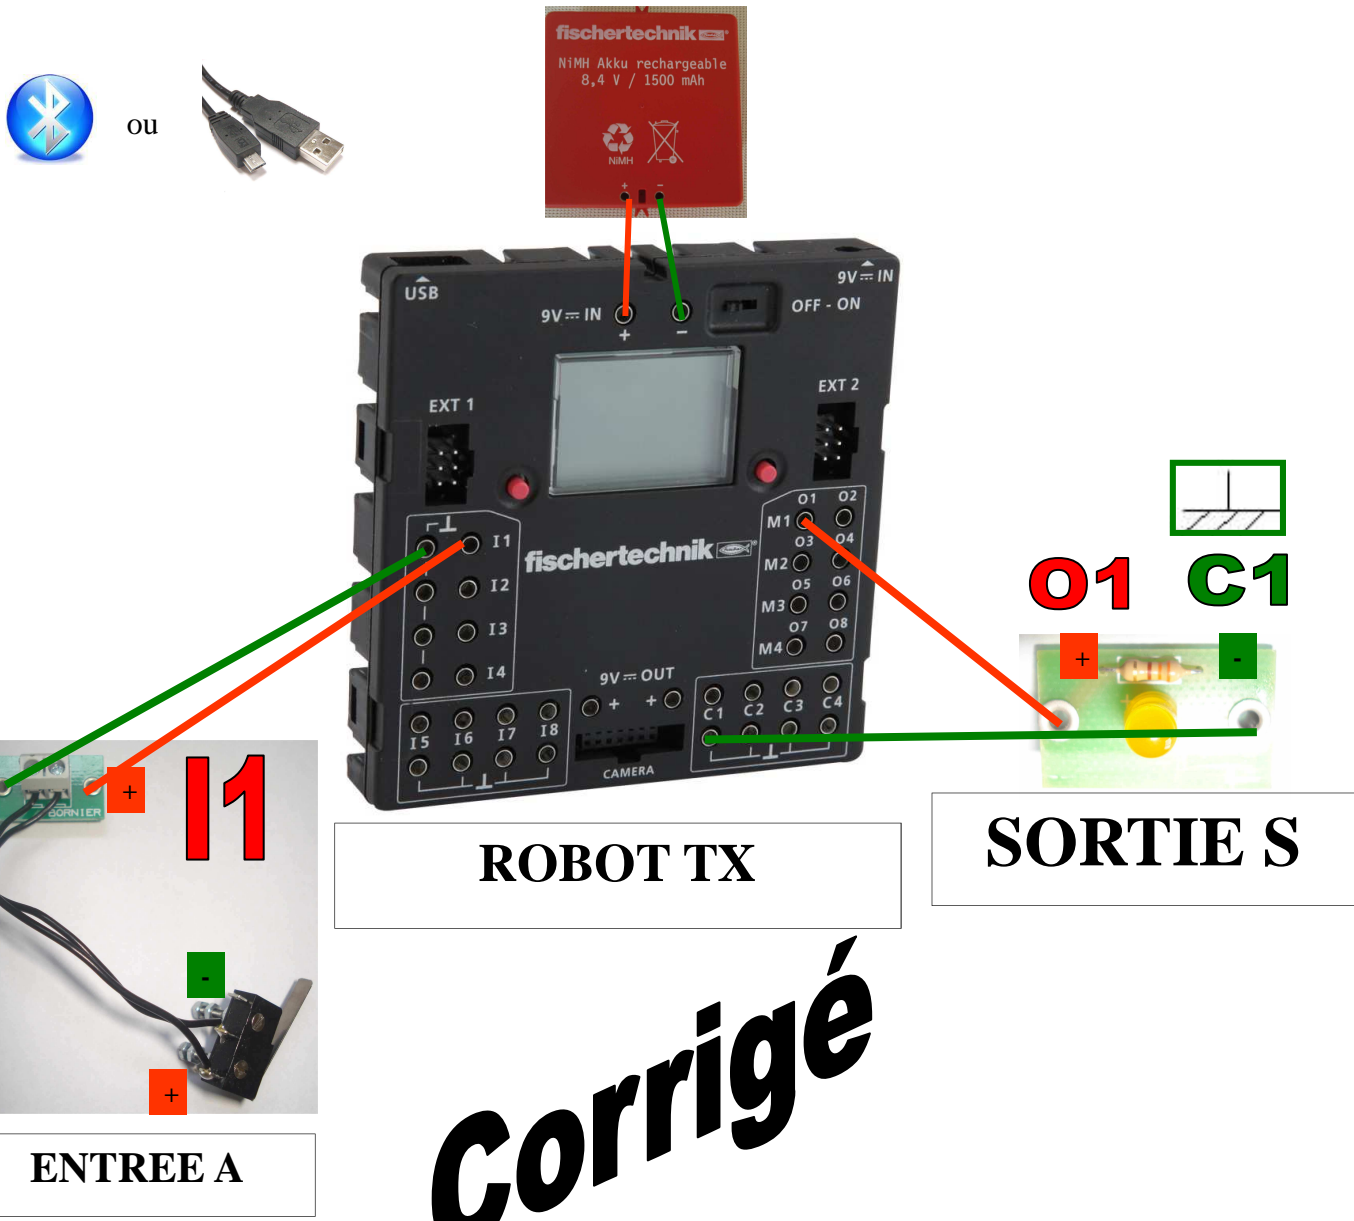 fischertechnik
NiMH Akku rechargeable
8,4 V / 1500 mAh
NiMH
+ -
ou
USB
9V IN
+ -
OFF - ON
9V IN
EXT 1
EXT 2
I1
I2
I3
I4
fischertechnik
O1 O2
M1
O3 O4
M2
O5 O6
M3
O7 O8
M4
9V OUT
+ +
I5 I6 I7 I8
C1 C2 C3 C4
CAMERA
O1 C1
+ -
SORTIE S
BORNIER
+
I1
-
+
ENTREE A
ROBOT TX
Corrigé